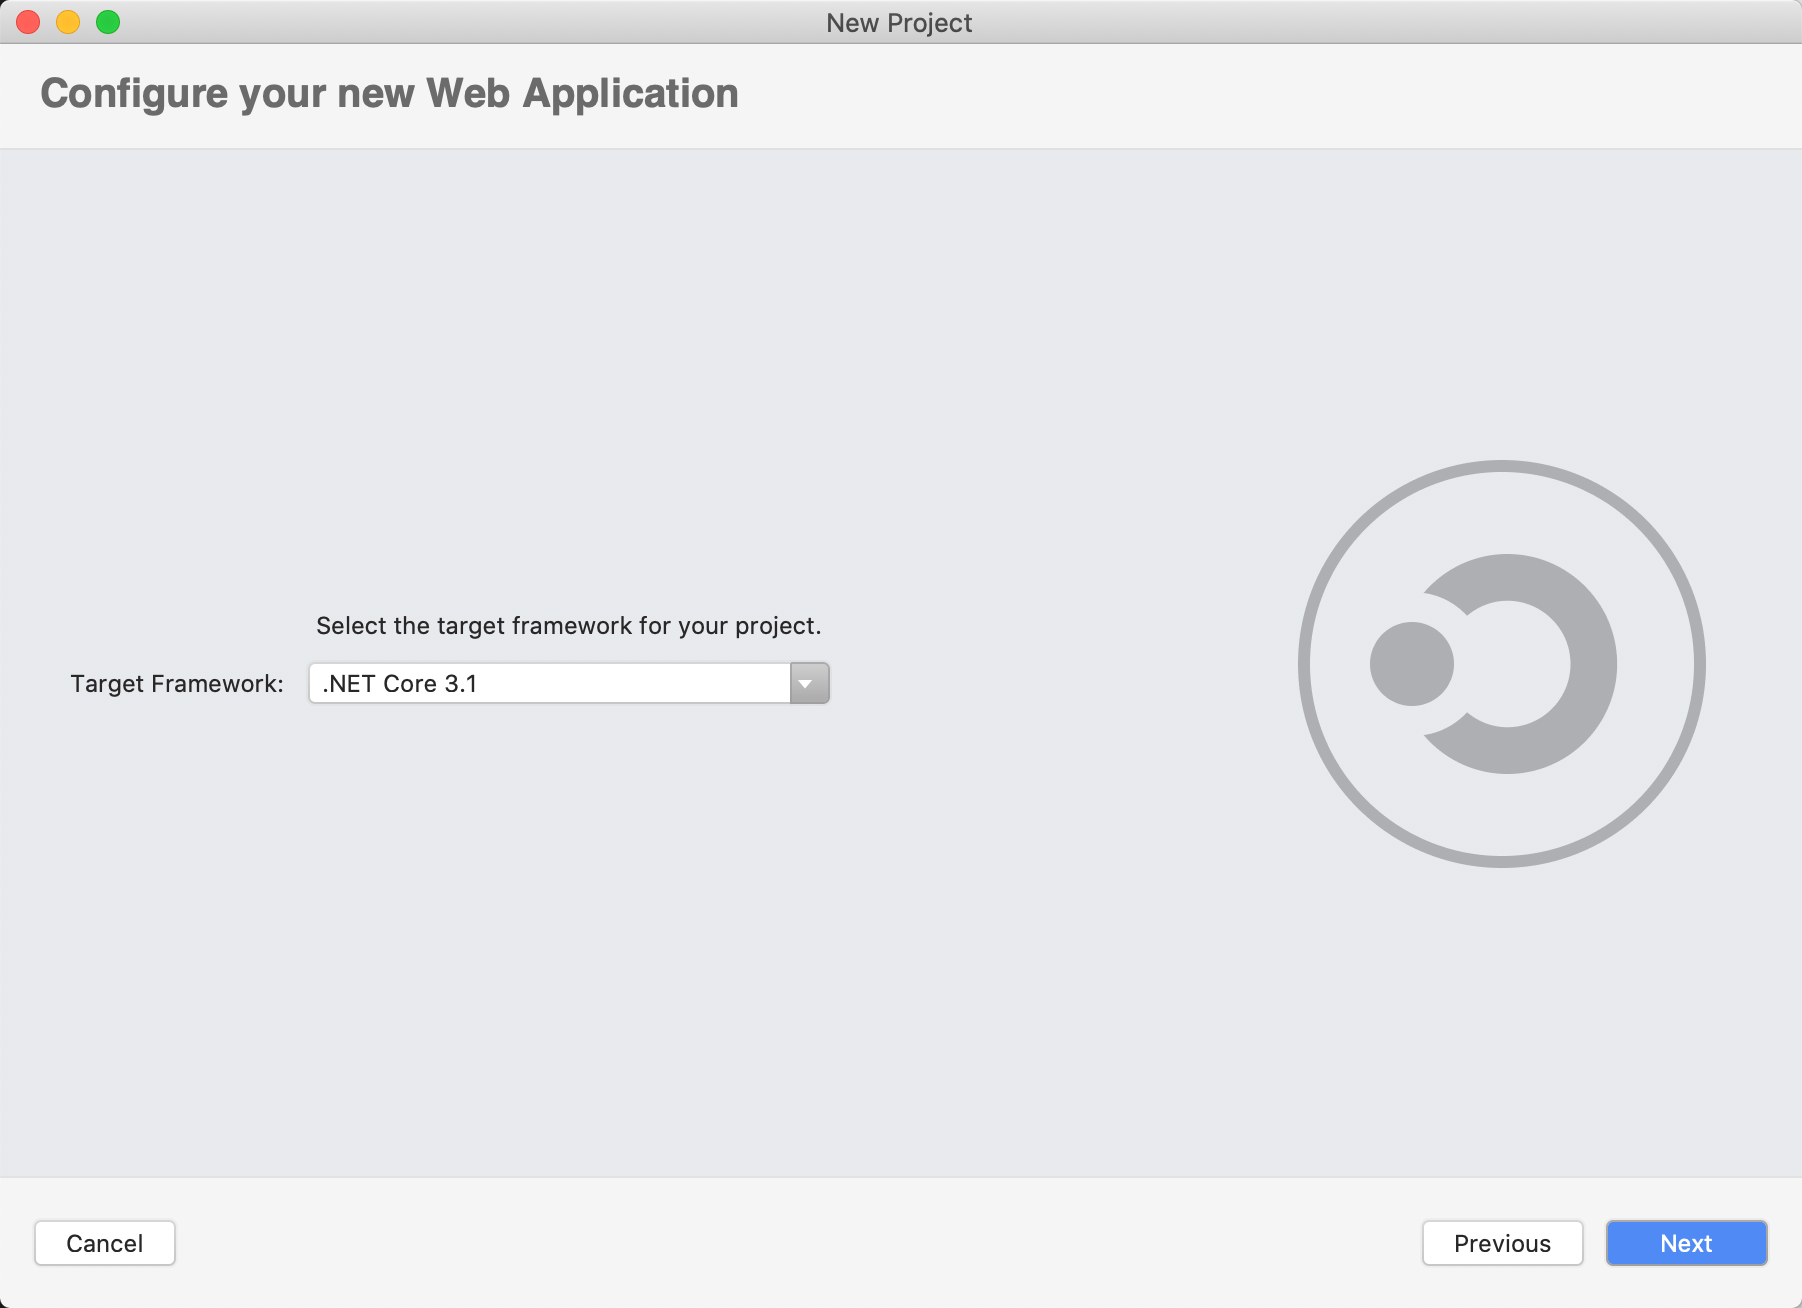 New Project
Configure your new Web Application
Select the target framework for your project.
Target Framework: .NET Core 3.1
Cancel Previous Next